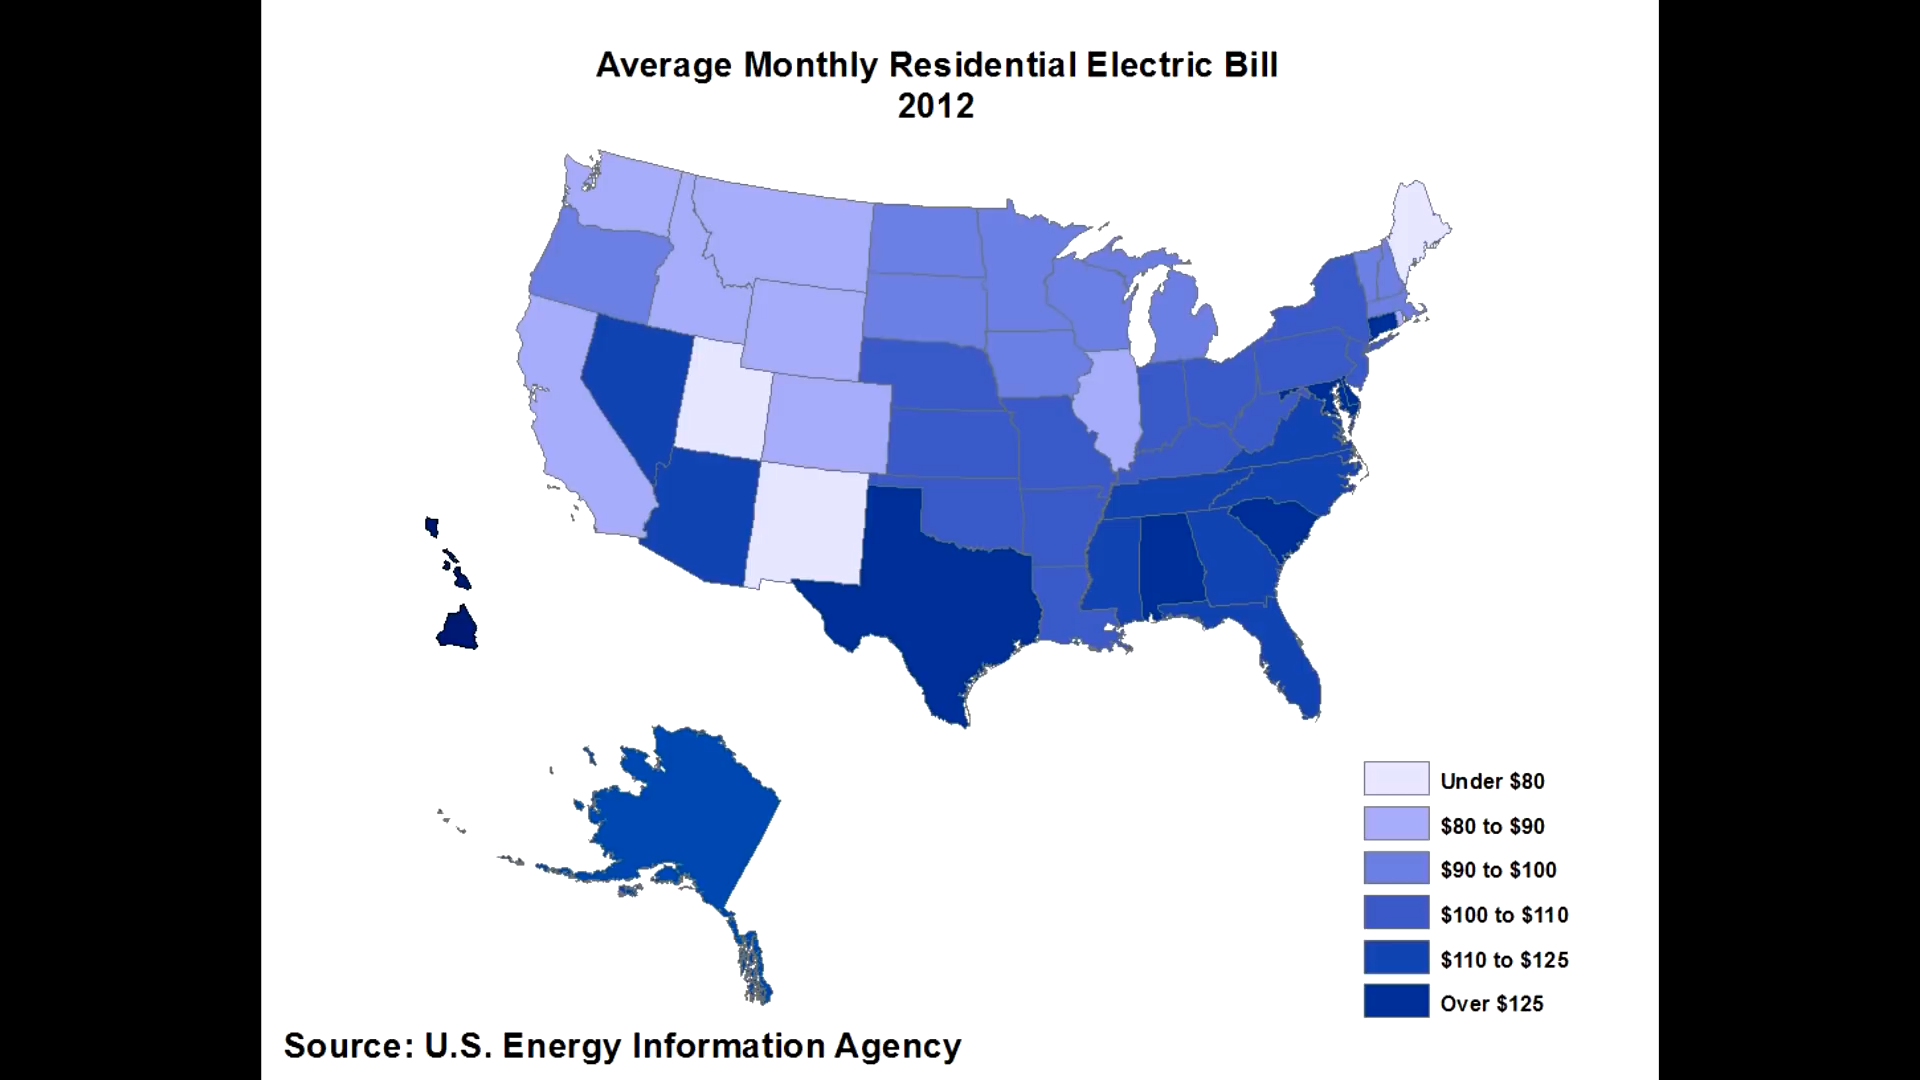 Average Monthly Residential Electric Bill
2012
Under $80
$80 to $90
$90 to $100
$100 to $110
$110 to $125
Over $125
Source: U.S. Energy Information Agency